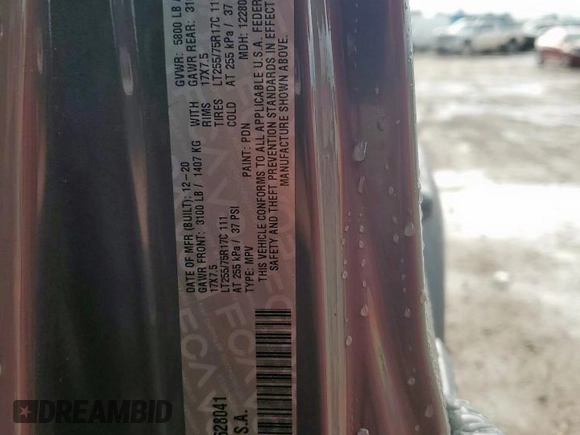 DATE OF MFR (BUILT): 12-20 GVWR: 5800 LB
GAWR FRONT: 3100 LB / 1407 KG WITH GAWR REAR:
17X7.5 RIMS 17X7.5
LT255/75R17C 111 TIRES LT255/75R17C 111
AT 255 kPa / 37 PSI COLD AT 255 kPa / 37
TYPE: MPV PAINT: PDN MDH: 12280
THIS VEHICLE CONFORMS TO ALL APPLICABLE U.S.A. FEDER
SAFETY AND THEFT PREVENTION STANDARDS IN EFFECT
MANUFACTURE SHOWN ABOVE.
628041
S.A.
DREAMBID